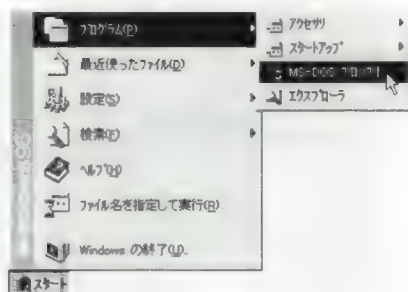 プログラム(P)
最近使ったファイル(D)
設定(S)
検索(F)
ヘルプ(H)
ファイル名を指定して実行(R)...
Windows の終了(U)...
スタート
アクセサリ
スタートアップ
MS-DOS プロンプト
エクスプローラ